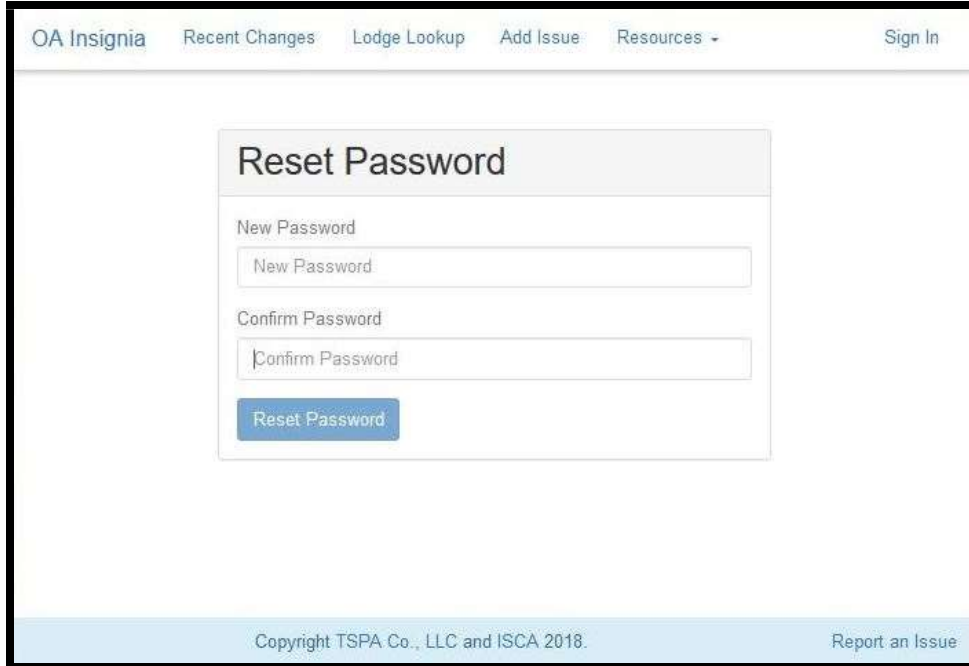 OA Insignia Recent Changes Lodge Lookup Add Issue Resources Sign In
Reset Password
New Password
New Password
Confirm Password
Confirm Password
Reset Password
Copyright TSPA Co., LLC and ISCA 2018. Report an Issue